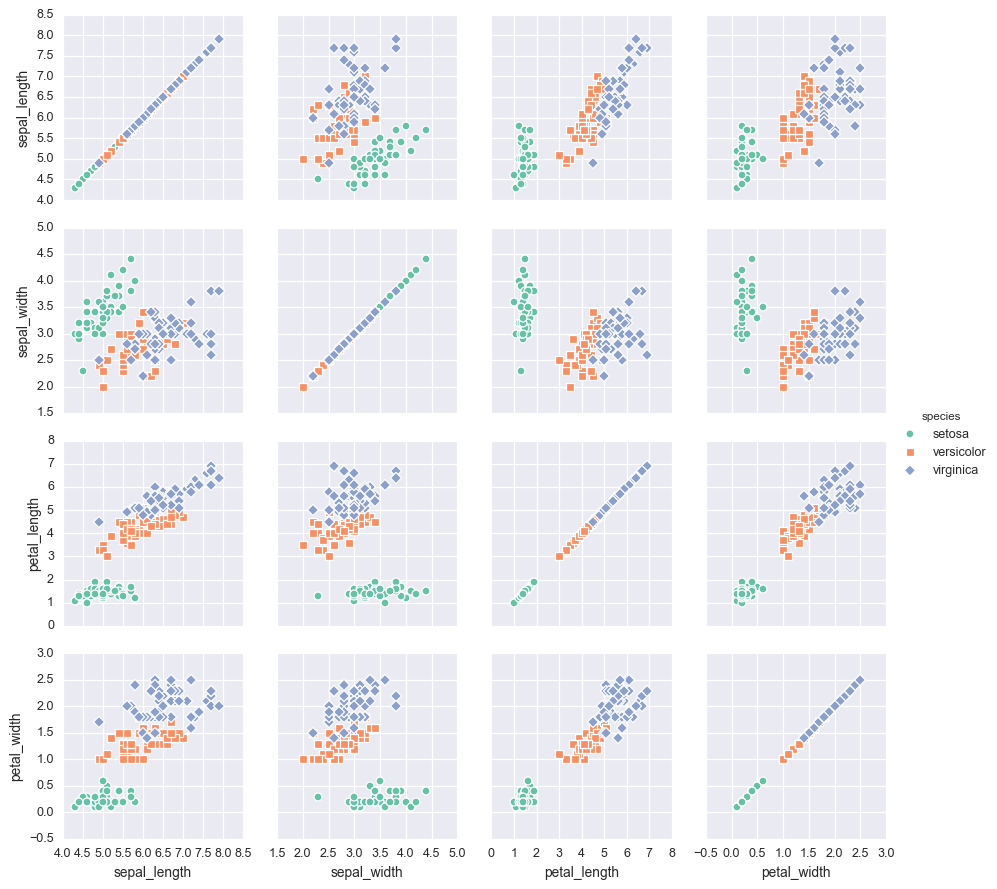 8.5
8.0
7.5
7.0
6.5
6.0
5.5
5.0
4.5
4.0
sepal_length
5.0
4.5
4.0
3.5
3.0
2.5
2.0
1.5
sepal_width
species
setosa
versicolor
virginica
8
7
6
5
4
3
2
1
0
petal_length
3.0
2.5
2.0
1.5
1.0
0.5
0.0
−0.5
petal_width
4.0 4.5 5.0 5.5 6.0 6.5 7.0 7.5 8.0 8.5
sepal_length
1.5 2.0 2.5 3.0 3.5 4.0 4.5 5.0
sepal_width
0 1 2 3 4 5 6 7 8
petal_length
−0.5 0.0 0.5 1.0 1.5 2.0 2.5 3.0
petal_width